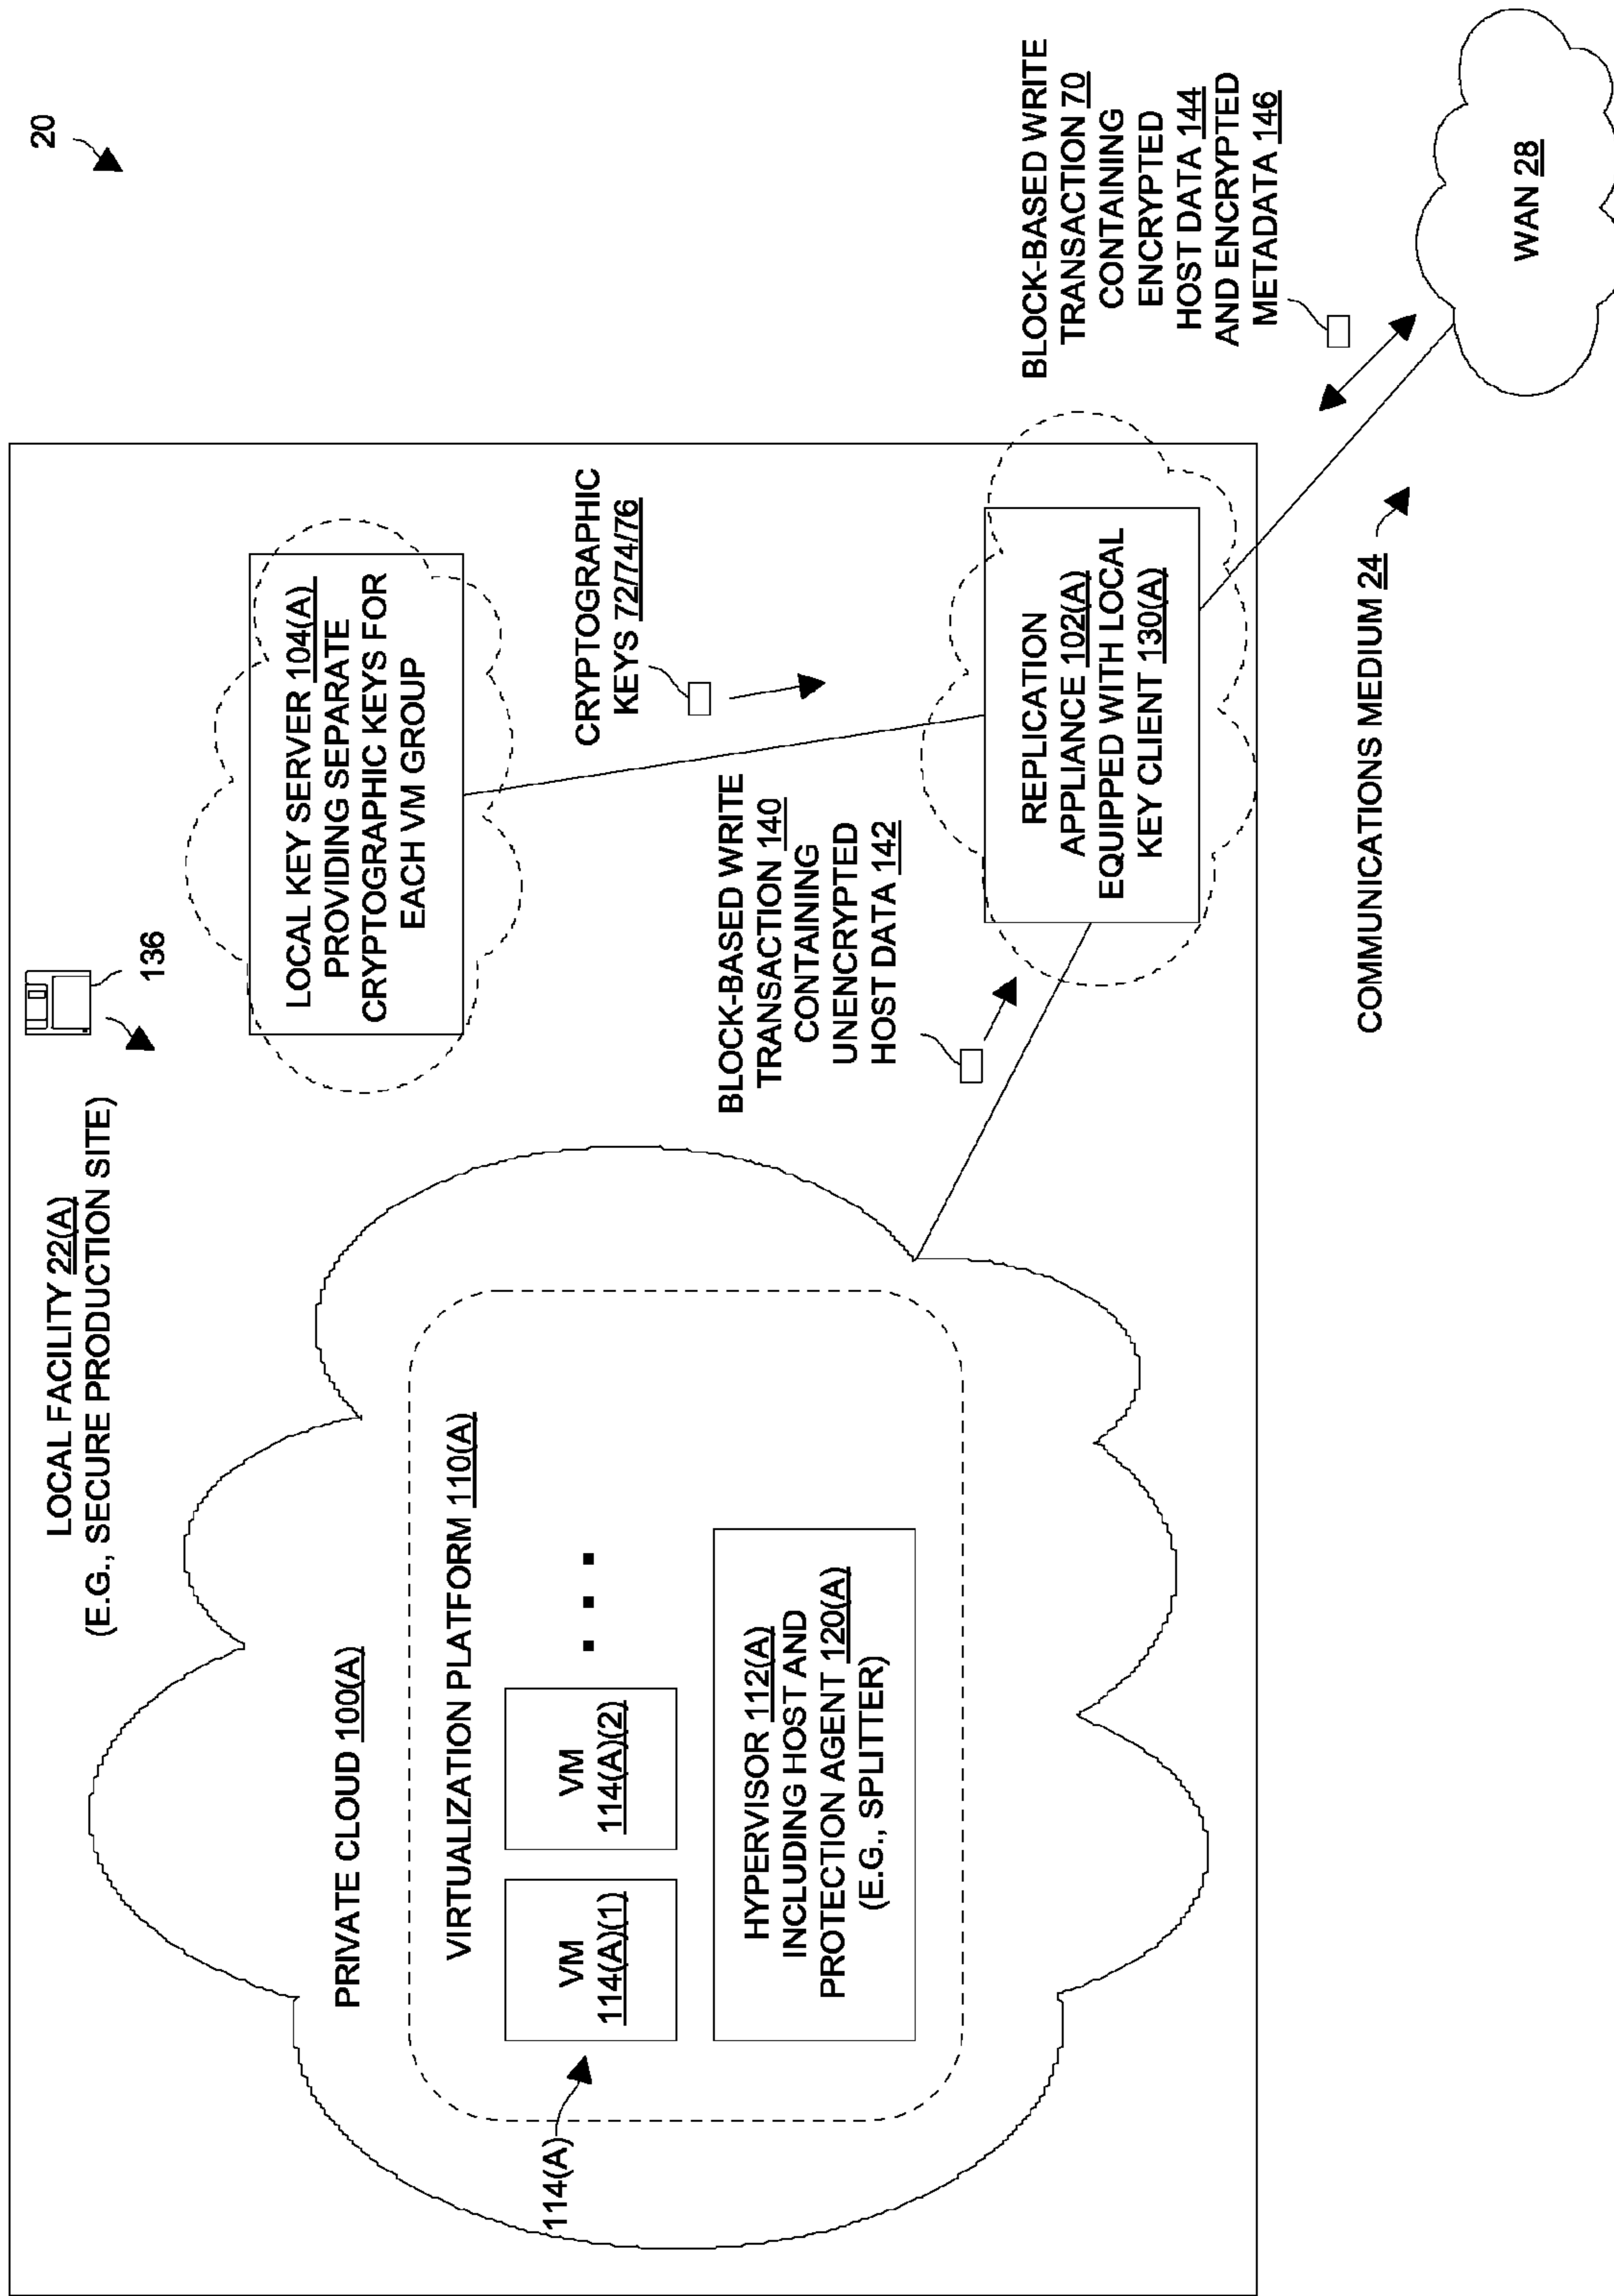 20
LOCAL FACILITY 22(A)
(E.G., SECURE PRODUCTION SITE)
136
PRIVATE CLOUD 100(A)
VIRTUALIZATION PLATFORM 110(A)
114(A)
VM
114(A)(1)
VM
114(A)(2)
HYPERVISOR 112(A)
INCLUDING HOST AND
PROTECTION AGENT 120(A)
(E.G., SPLITTER)
LOCAL KEY SERVER 104(A)
PROVIDING SEPARATE
CRYPTOGRAPHIC KEYS FOR
EACH VM GROUP
CRYPTOGRAPHIC
KEYS 72/74/76
BLOCK-BASED WRITE
TRANSACTION 140
CONTAINING
UNENCRYPTED
HOST DATA 142
REPLICATION
APPLIANCE 102(A)
EQUIPPED WITH LOCAL
KEY CLIENT 130(A)
BLOCK-BASED WRITE
TRANSACTION 70
CONTAINING
ENCRYPTED
HOST DATA 144
AND ENCRYPTED
METADATA 146
COMMUNICATIONS MEDIUM 24
WAN 28